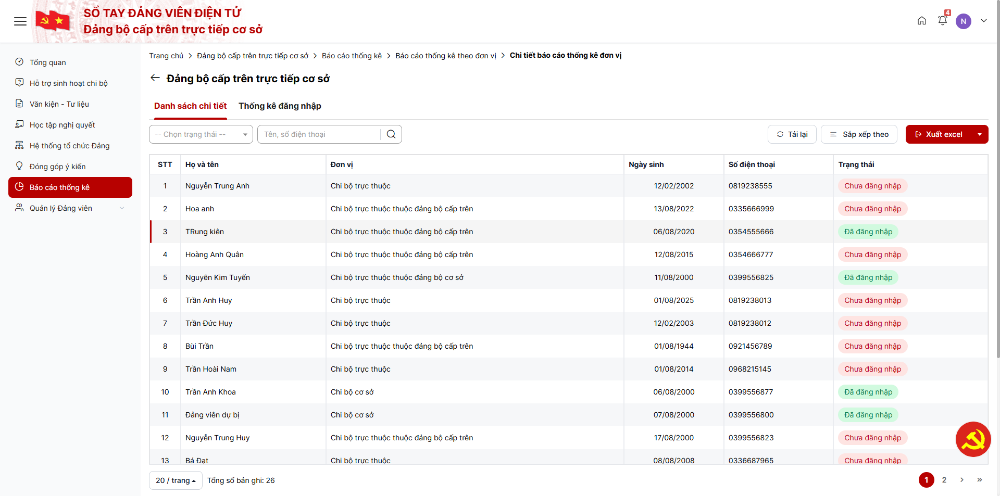 SỔ TAY ĐẢNG VIÊN ĐIỆN TỬ
Đảng bộ cấp trên trực tiếp cơ sở
4
N
Tổng quan
Hỗ trợ sinh hoạt chi bộ
Văn kiện - Tư liệu
Học tập nghị quyết
Hệ thống tổ chức Đảng
Đóng góp ý kiến
Báo cáo thống kê
Quản lý Đảng viên
Trang chủ > Đảng bộ cấp trên trực tiếp cơ sở > Báo cáo thống kê > Báo cáo thống kê theo đơn vị > Chi tiết báo cáo thống kê đơn vị
Đảng bộ cấp trên trực tiếp cơ sở
Danh sách chi tiết Thống kê đăng nhập
-- Chọn trạng thái -- Tên, số điện thoại Tải lại Sắp xếp theo Xuất excel
STT Họ và tên Đơn vị Ngày sinh Số điện thoại Trạng thái
1 Nguyễn Trung Anh Chi bộ trực thuộc 12/02/2002 0819238555 Chưa đăng nhập
2 Hoa anh Chi bộ trực thuộc thuộc đảng bộ cấp trên 13/08/2022 0335666999 Chưa đăng nhập
3 TRung kiên Chi bộ trực thuộc thuộc đảng bộ cấp trên 06/08/2020 0354555666 Đã đăng nhập
4 Hoàng Anh Quân Chi bộ trực thuộc thuộc đảng bộ cấp trên 12/08/2015 0354666777 Chưa đăng nhập
5 Nguyễn Kim Tuyến Chi bộ trực thuộc thuộc đảng bộ cơ sở 11/08/2000 0399556825 Đã đăng nhập
6 Trần Anh Huy Chi bộ trực thuộc 01/08/2025 0819238013 Chưa đăng nhập
7 Trần Đức Huy Chi bộ trực thuộc 12/02/2003 0819238012 Chưa đăng nhập
8 Bùi Trần Chi bộ trực thuộc thuộc đảng bộ cấp trên 01/08/1944 0921456789 Chưa đăng nhập
9 Trần Hoài Nam Chi bộ trực thuộc 01/08/2014 0968215145 Chưa đăng nhập
10 Trần Anh Khoa Chi bộ cơ sở 06/08/2000 0399556877 Đã đăng nhập
11 Đảng viên dự bị Chi bộ cơ sở 07/08/2000 0399556800 Đã đăng nhập
12 Nguyễn Trung Huy Chi bộ trực thuộc thuộc đảng bộ cấp trên 17/08/2000 0399556823 Chưa đăng nhập
13 Bá Đạt Chi bộ trực thuộc 08/08/2008 0336687965 Chưa đăng nhập
20 / trang Tổng số bản ghi: 26 1 2 › »